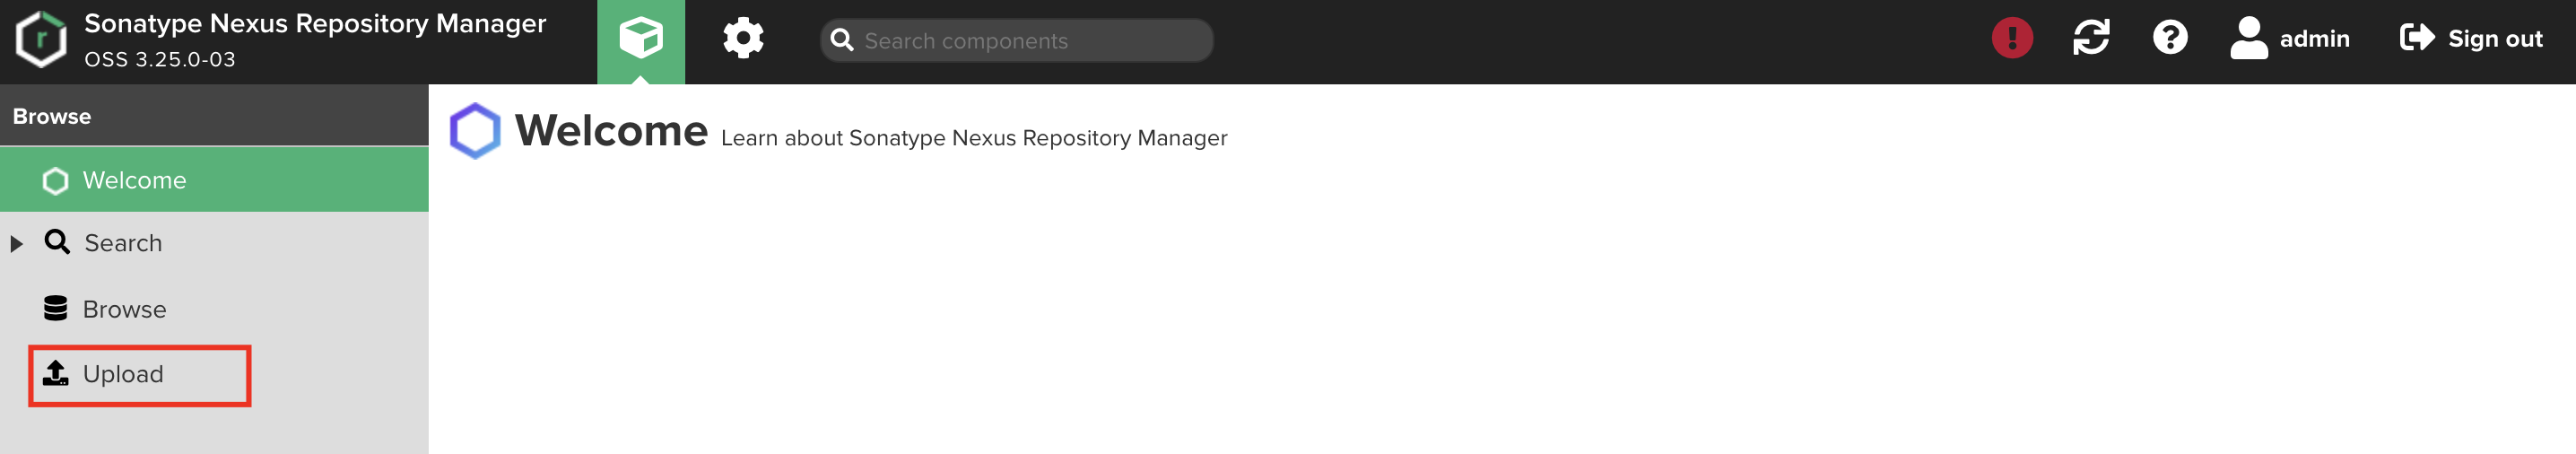 Sonatype Nexus Repository Manager
OSS 3.25.0-03
Search components
admin
Sign out
Browse
Welcome
Search
Browse
Upload
Welcome Learn about Sonatype Nexus Repository Manager